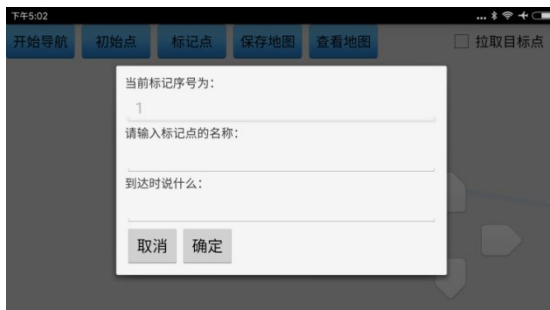 下午5:02
...
开始导航 初始点 标记点 保存地图 查看地图 拉取目标点
当前标记序号为：
1
请输入标记点的名称：
到达时说什么：
取消 确定